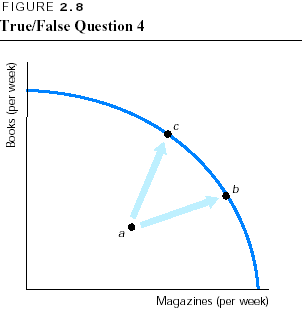 FIGURE 2.8
True/False Question 4
Books (per week)
c
b
a
Magazines (per week)